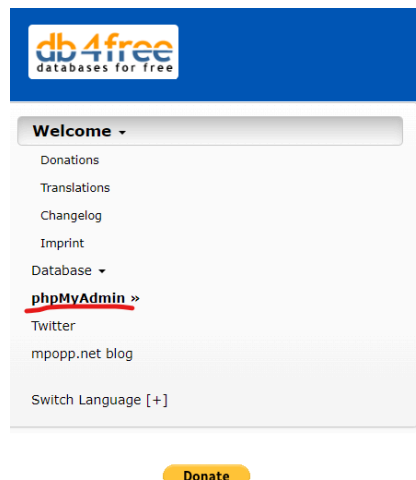 db4free
databases for free
Welcome
Donations
Translations
Changelog
Imprint
Database
phpMyAdmin »
Twitter
mpopp.net blog
Switch Language [+]
Donate